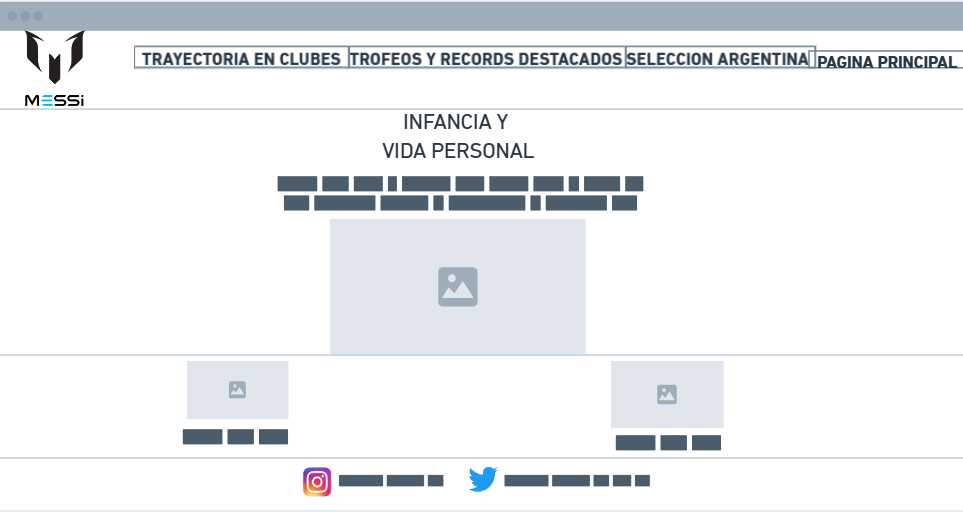 MESSi
TRAYECTORIA EN CLUBES
TROFEOS Y RECORDS DESTACADOS
SELECCION ARGENTINA
PAGINA PRINCIPAL
INFANCIA Y
VIDA PERSONAL